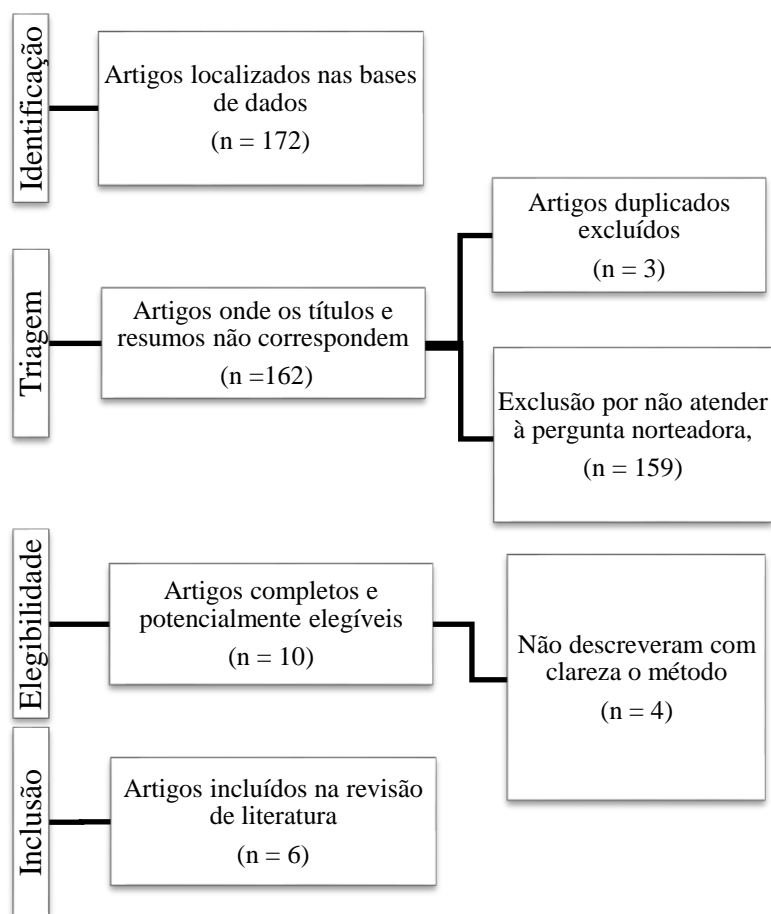 Identificação
Artigos localizados nas bases
de dados
(n = 172)
Triagem
Artigos onde os títulos e
resumos não correspondem
(n =162)
Artigos duplicados
excluídos
(n = 3)
Exclusão por não atender
à pergunta norteadora,
(n = 159)
Elegibilidade
Artigos completos e
potencialmente elegíveis
(n = 10)
Não descreveram com
clareza o método
(n = 4)
Inclusão
Artigos incluídos na revisão
de literatura
(n = 6)